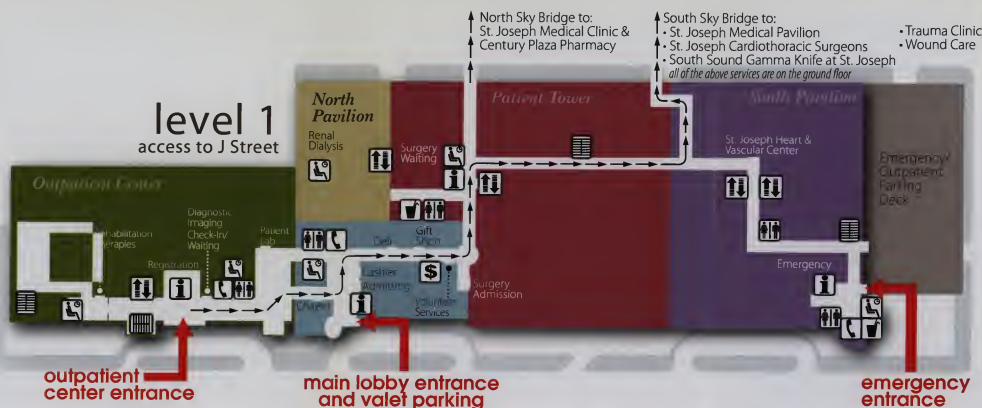 North Sky Bridge to:
St. Joseph Medical Clinic &
Century Plaza Pharmacy
South Sky Bridge to:
• St. Joseph Medical Pavilion
• St. Joseph Cardiothoracic Surgeons
• South Sound Gamma Knife at St. Joseph
all of the above services are on the ground floor
• Trauma Clinic
• Wound Care
level 1
access to J Street
North
Pavilion
Renal
Dialysis
Surgery
Waiting
Patient Tower
South Pavilion
St. Joseph Heart &
Vascular Center
Emergency/
Outpatient
Parking
Deck
Outpatient Center
Rehabilitation
Therapies
Diagnostic
Imaging
Check-In/
Waiting
Registration
Patient
Lab
Deli
Gift
Shop
Cashier
Admitting
$
Chapel
Volunteer
Services
Surgery
Admission
Emergency
outpatient
center entrance
main lobby entrance
and valet parking
emergency
entrance